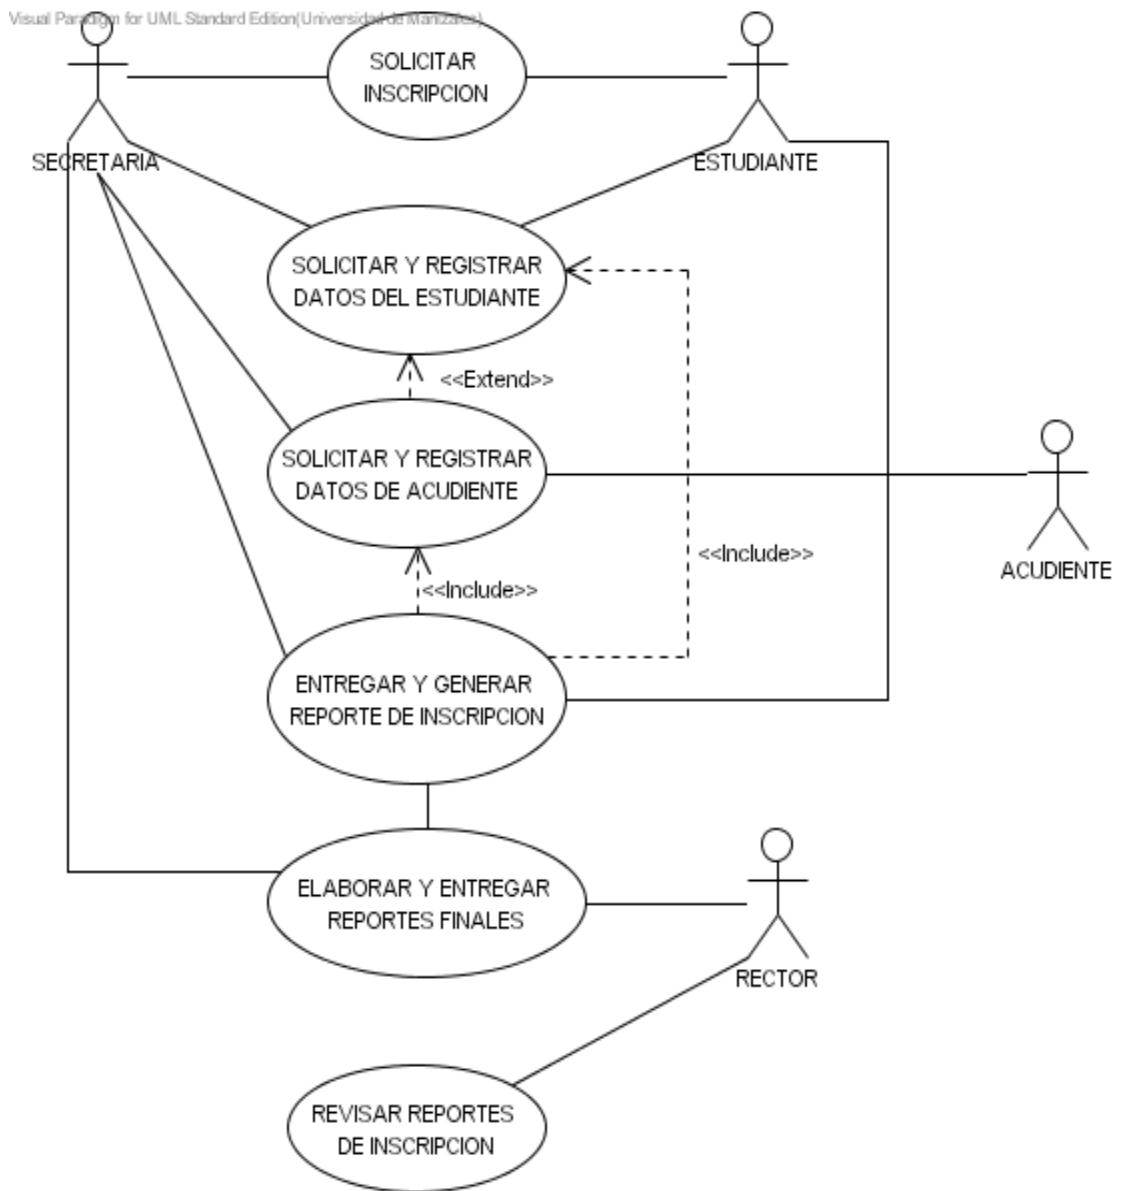 Visual Paradigm for UML Standard Edition(Universidad de Manizales)
SOLICITAR
INSCRIPCION
SECRETARIA
ESTUDIANTE
SOLICITAR Y REGISTRAR
DATOS DEL ESTUDIANTE
<<Extend>>
SOLICITAR Y REGISTRAR
DATOS DE ACUDIENTE
<<Include>>
ACUDIENTE
<<Include>>
ENTREGAR Y GENERAR
REPORTE DE INSCRIPCION
ELABORAR Y ENTREGAR
REPORTES FINALES
RECTOR
REVISAR REPORTES
DE INSCRIPCION